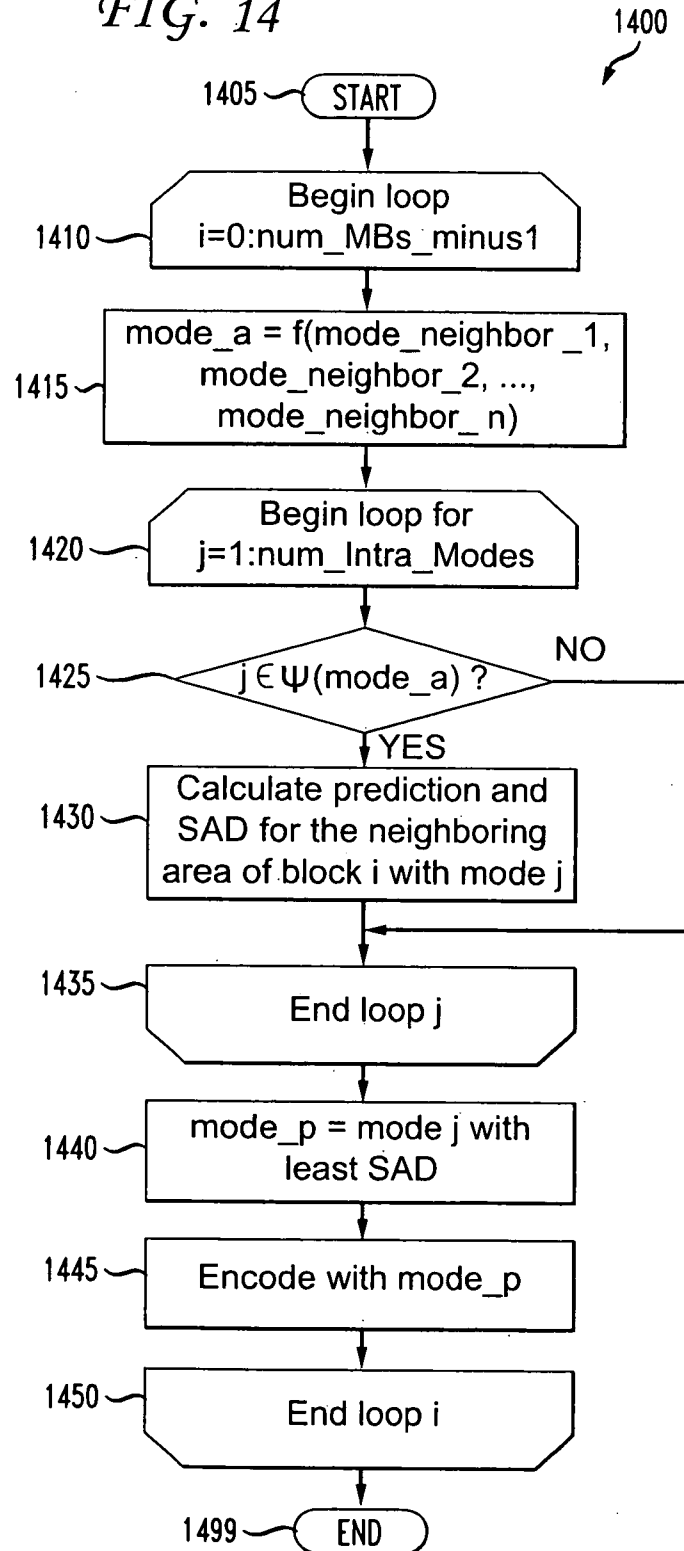 FIG. 14
1400
1405
START
1410
Begin loop
i=0:num_MBs_minus1
1415
mode_a = f(mode_neighbor _1,
mode_neighbor_2, ...,
mode_neighbor_ n)
1420
Begin loop for
j=1:num_Intra_Modes
1425
j∈Ψ(mode_a) ?
NO
YES
1430
Calculate prediction and
SAD for the neighboring
area of block i with mode j
1435
End loop j
1440
mode_p = mode j with
least SAD
1445
Encode with mode_p
1450
End loop i
1499
END